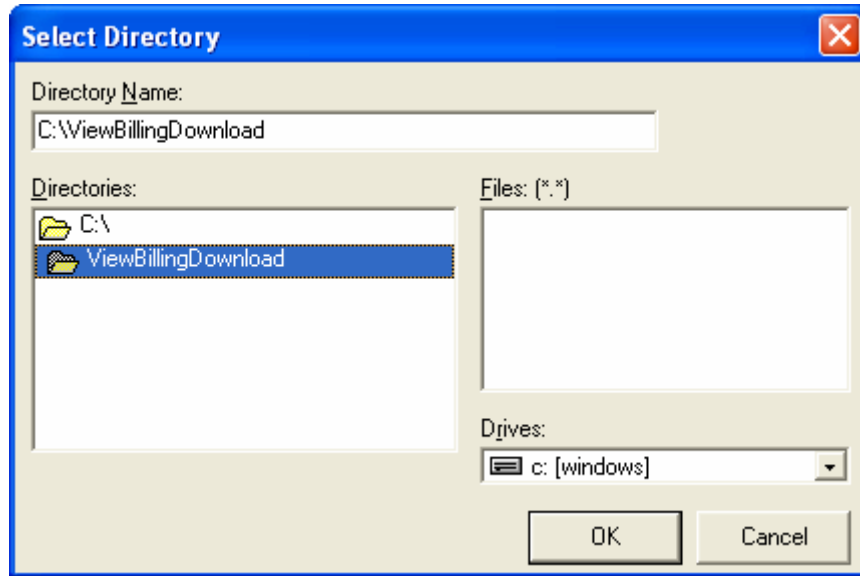 Select Directory
Directory Name:
C:\ViewBillingDownload
Directories:
C:\
ViewBillingDownload
Files: (*.*)
Drives:
c: [windows]
OK
Cancel